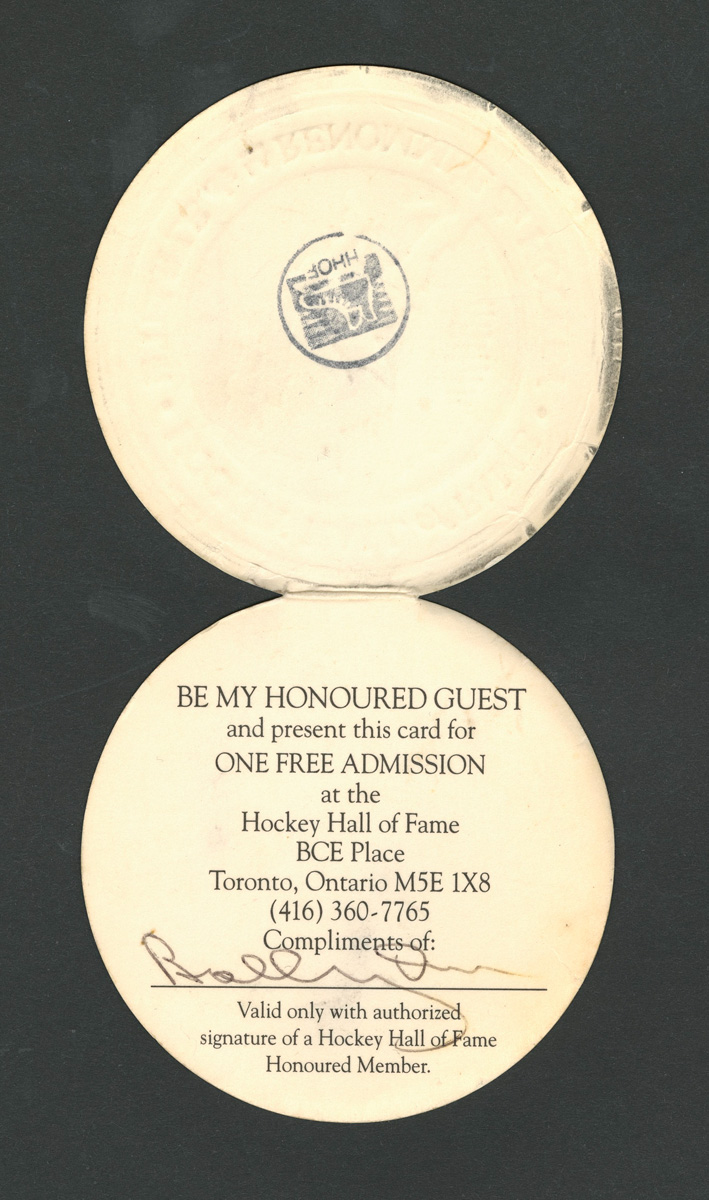 HHOF
BE MY HONOURED GUEST
and present this card for
ONE FREE ADMISSION
at the
Hockey Hall of Fame
BCE Place
Toronto, Ontario M5E 1X8
(416) 360-7765
Compliments of:
Valid only with authorized
signature of a Hockey Hall of Fame
Honoured Member.